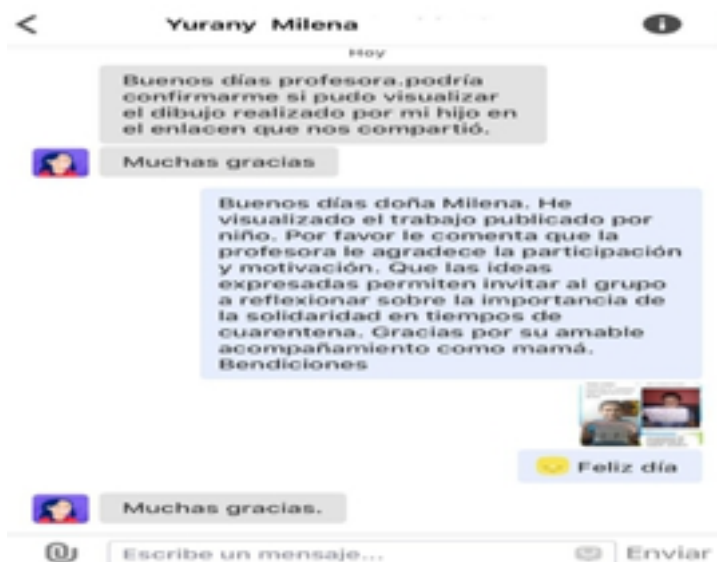 Yurany Milena
Hoy
Buenos días profesora.podría
confirmarme si pudo visualizar
el dibujo realizado por mi hijo en
el enlacen que nos compartió.
Muchas gracias
Buenos días doña Milena. He
visualizado el trabajo publicado por
niño. Por favor le comenta que la
profesora le agradece la participación
y motivación. Que las ideas
expresadas permiten invitar al grupo
a reflexionar sobre la importancia de
la solidaridad en tiempos de
cuarentena. Gracias por su amable
acompañamiento como mamá.
Bendiciones
Feliz día
Muchas gracias.
Escribe un mensaje... Enviar